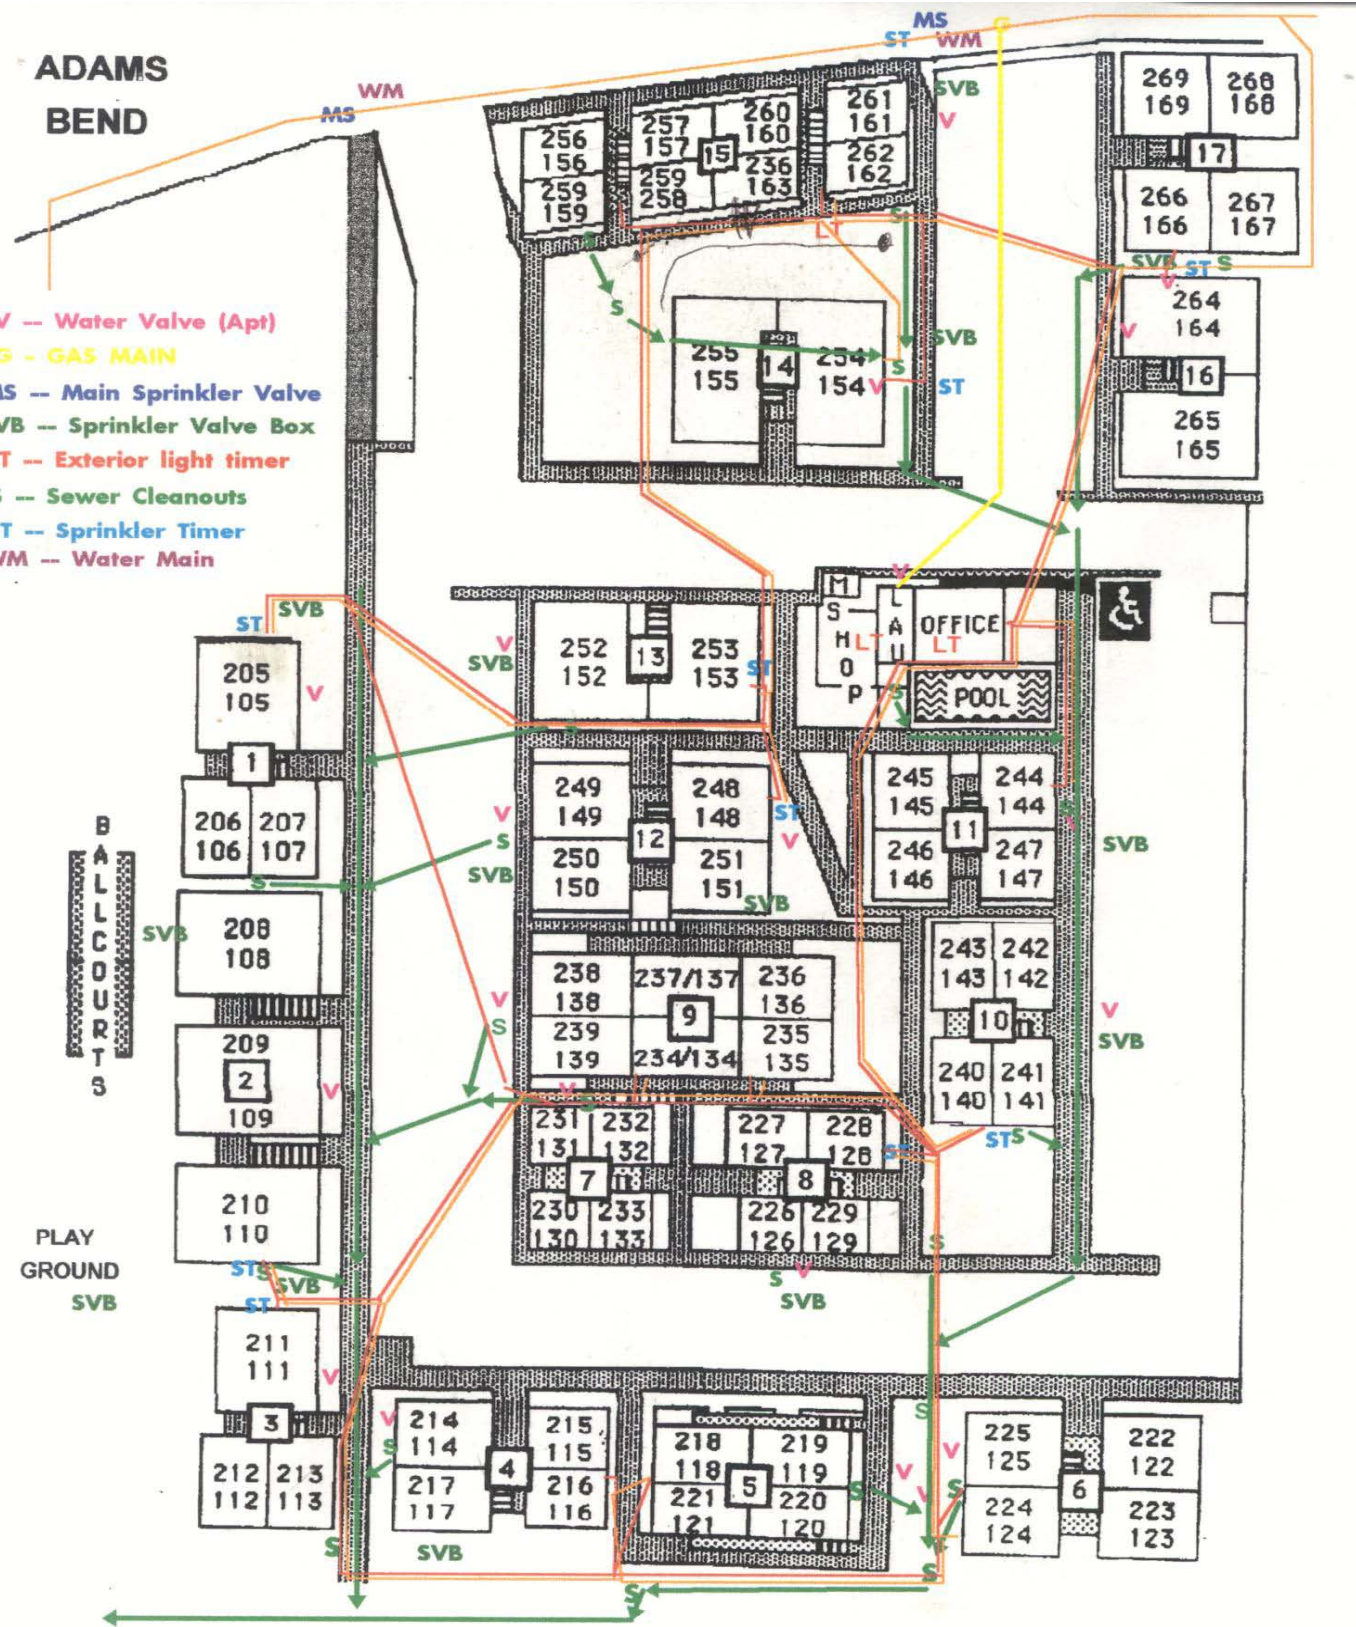 ADAMS
BEND
MS
ST
WM
G
WM
MS
V -- Water Valve (Apt)
G - GAS MAIN
MS -- Main Sprinkler Valve
VB -- Sprinkler Valve Box
T -- Exterior light timer
S -- Sewer Cleanouts
T -- Sprinkler Timer
WM -- Water Main
256
156
259
159
257
157
259
258
15
260
160
236
163
261
161
262
162
SVB
V
269
169
268
168
17
266
166
267
167
S
S
LT
S
SVB
ST
S
V
264
164
V
16
265
165
255
155
14
254
154
S
V
SVB
ST
SVB
ST
205
105
V
1
206
106
207
107
S
SVB
208
108
209
2
109
V
210
110
BALLCOURTS
PLAY
GROUND
SVB
ST
S
SVB
ST
211
111
V
3
212
112
213
113
S
V
SVB
252
152
13
253
153
ST
S
V
M
SHOP
LT
LAU
OFFICE
LT
S
POOL
249
149
12
248
148
ST
V
V
S
SVB
250
150
251
151
SVB
245
145
244
144
11
S
V
246
146
247
147
SVB
238
138
237/137
236
136
9
239
139
234/134
235
135
V
S
V
S
243
143
242
142
10
240
140
241
141
V
SVB
ST
S
231
131
232
132
7
230
130
233
133
227
127
228
128
ST
8
226
126
229
129
S
S
V
SVB
V
214
114
S
215
115
4
217
117
216
116
SVB
218
118
219
119
5
221
121
220
120
S
S
V
V
V
S
225
125
222
122
6
224
124
223
123
S
S